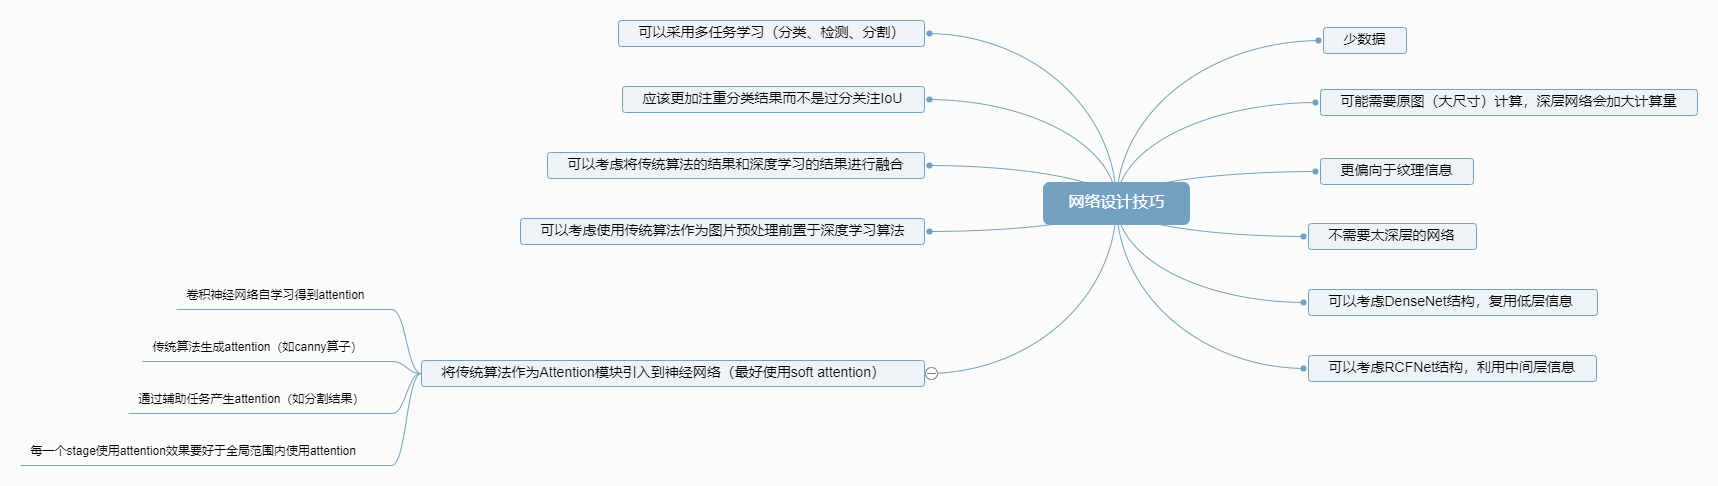 网络设计技巧
少数据
可能需要原图（大尺寸）计算，深层网络会加大计算量
更偏向于纹理信息
不需要太深层的网络
可以考虑DenseNet结构，复用低层信息
可以考虑RCFNet结构，利用中间层信息
可以采用多任务学习（分类、检测、分割）
应该更加注重分类结果而不是过分关注IoU
可以考虑将传统算法的结果和深度学习的结果进行融合
可以考虑使用传统算法作为图片预处理前置于深度学习算法
将传统算法作为Attention模块引入到神经网络（最好使用soft attention）
卷积神经网络自学习得到attention
传统算法生成attention（如canny算子）
通过辅助任务产生attention（如分割结果）
每一个stage使用attention效果要好于全局范围内使用attention